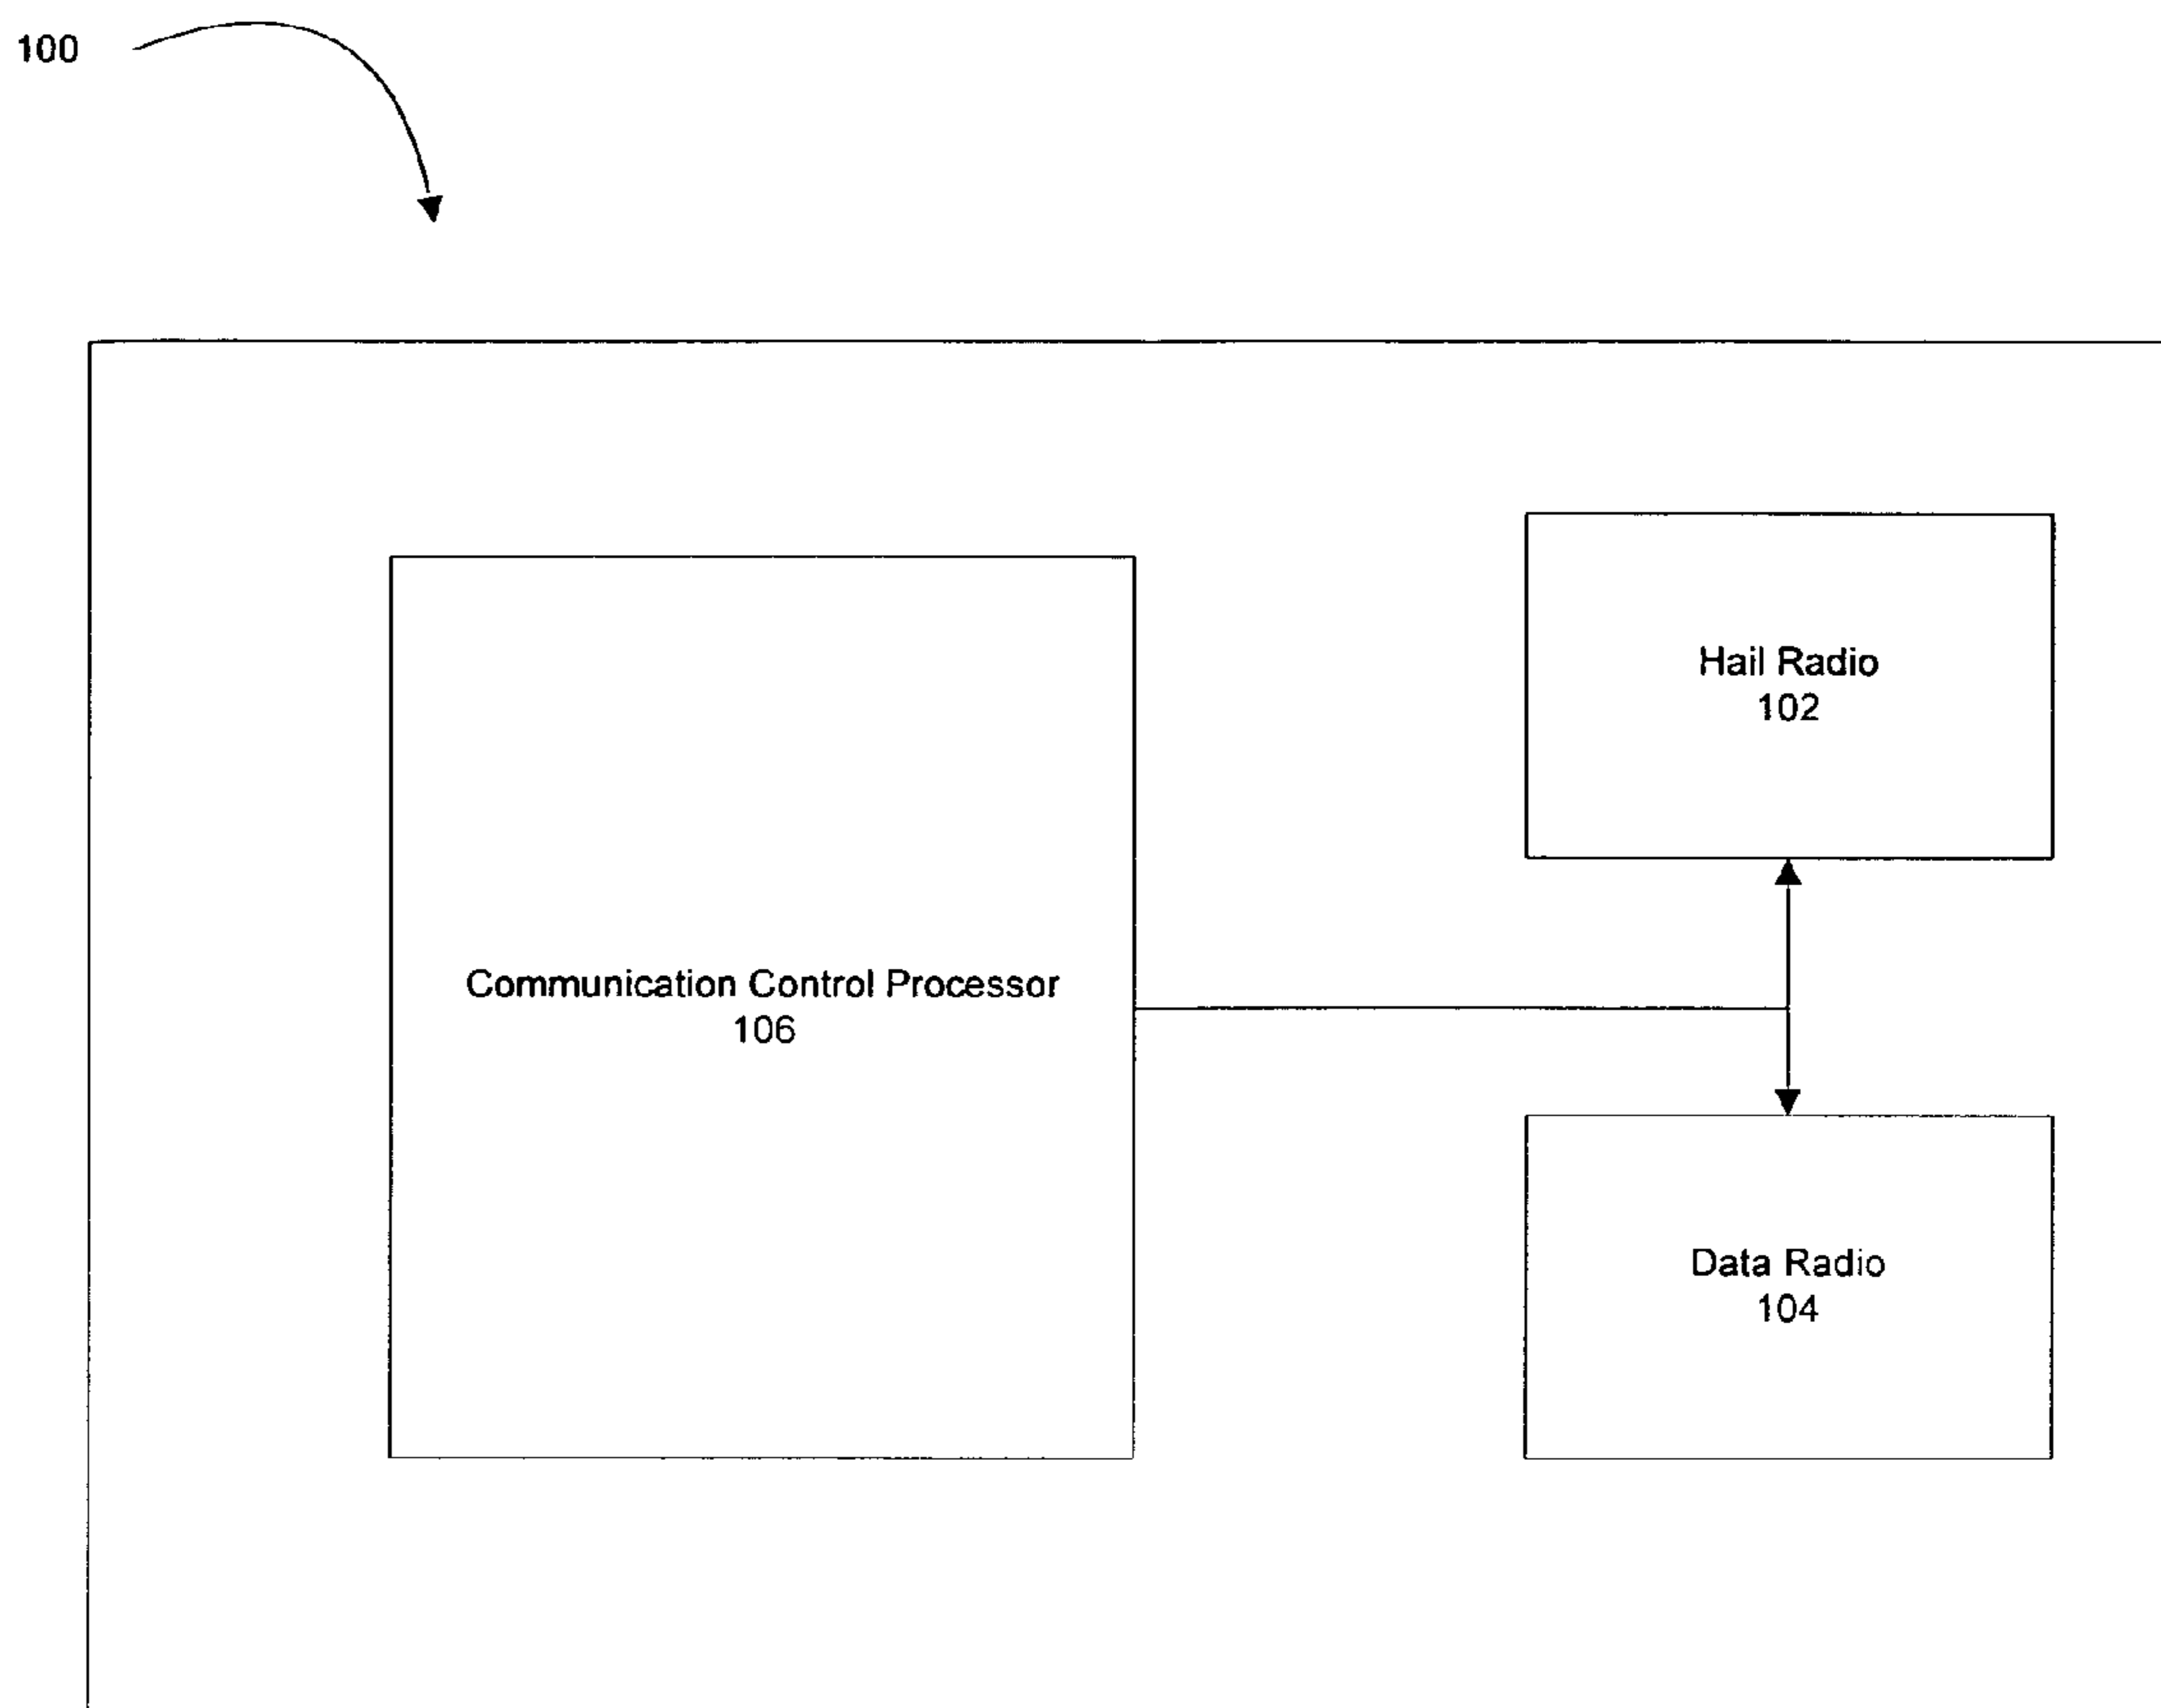 100
Hail Radio
102
Communication Control Processor
106
Data Radio
104